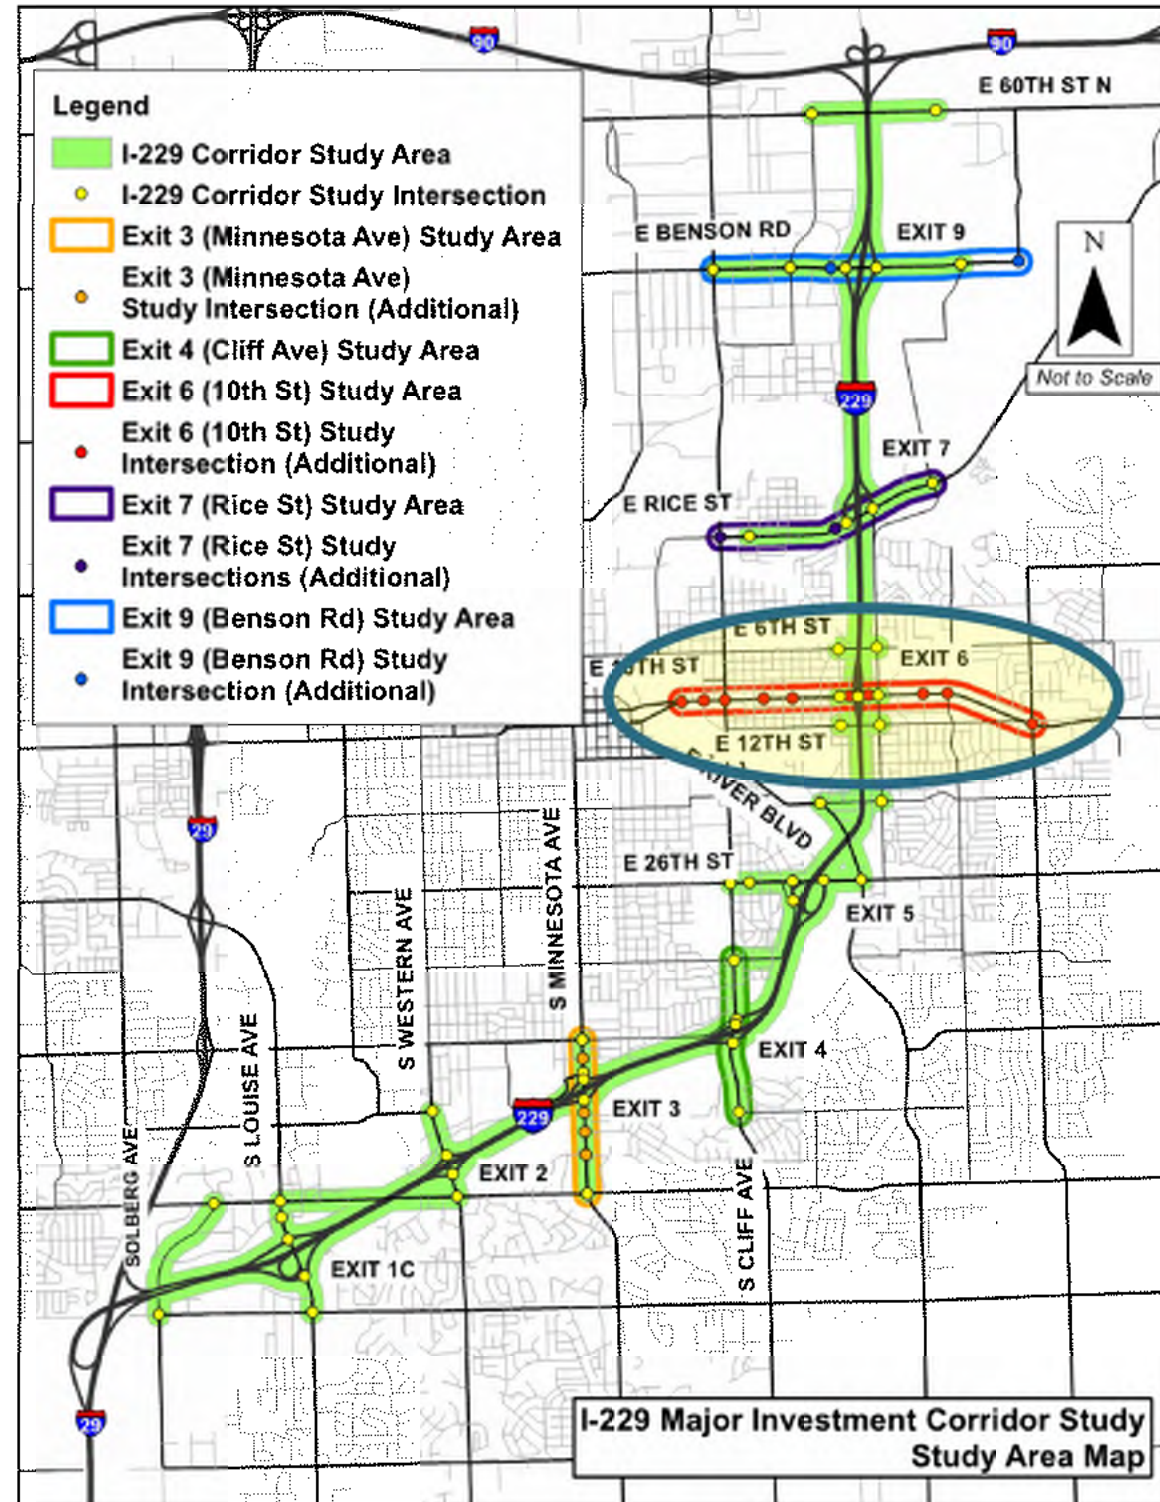 90
90
E 60TH ST N
Legend
I-229 Corridor Study Area
I-229 Corridor Study Intersection
Exit 3 (Minnesota Ave) Study Area
Exit 3 (Minnesota Ave)
Study Intersection (Additional)
Exit 4 (Cliff Ave) Study Area
Exit 6 (10th St) Study Area
Exit 6 (10th St) Study
Intersection (Additional)
Exit 7 (Rice St) Study Area
Exit 7 (Rice St) Study
Intersections (Additional)
Exit 9 (Benson Rd) Study Area
Exit 9 (Benson Rd) Study
Intersection (Additional)
E BENSON RD
EXIT 9
N
Not to Scale
229
EXIT 7
E RICE ST
E 6TH ST
E 10TH ST
EXIT 6
E 12TH ST
RIVER BLVD
29
E 26TH ST
EXIT 5
S MINNESOTA AVE
S WESTERN AVE
S LOUISE AVE
SOLBERG AVE
EXIT 4
229
EXIT 3
EXIT 2
S CLIFF AVE
EXIT 1C
29
I-229 Major Investment Corridor Study
Study Area Map